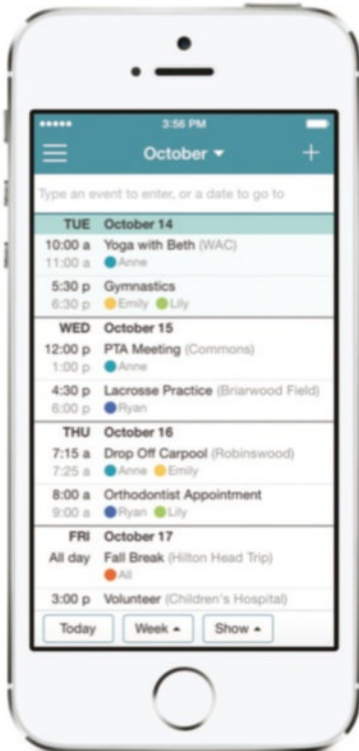 3:56 PM
October
Type an event to enter, or a date to go to
TUE October 14
10:00 a Yoga with Beth (WAC)
11:00 a Anne
5:30 p Gymnastics
6:30 p Emily Lily
WED October 15
12:00 p PTA Meeting (Commons)
1:00 p Anne
4:30 p Lacrosse Practice (Briarwood Field)
6:00 p Ryan
THU October 16
7:15 a Drop Off Carpool (Robinswood)
7:25 a Anne Emily
8:00 a Orthodontist Appointment
9:00 a Ryan Lily
FRI October 17
All day Fall Break (Hilton Head Trip)
All
3:00 p Volunteer (Children's Hospital)
Today Week Show